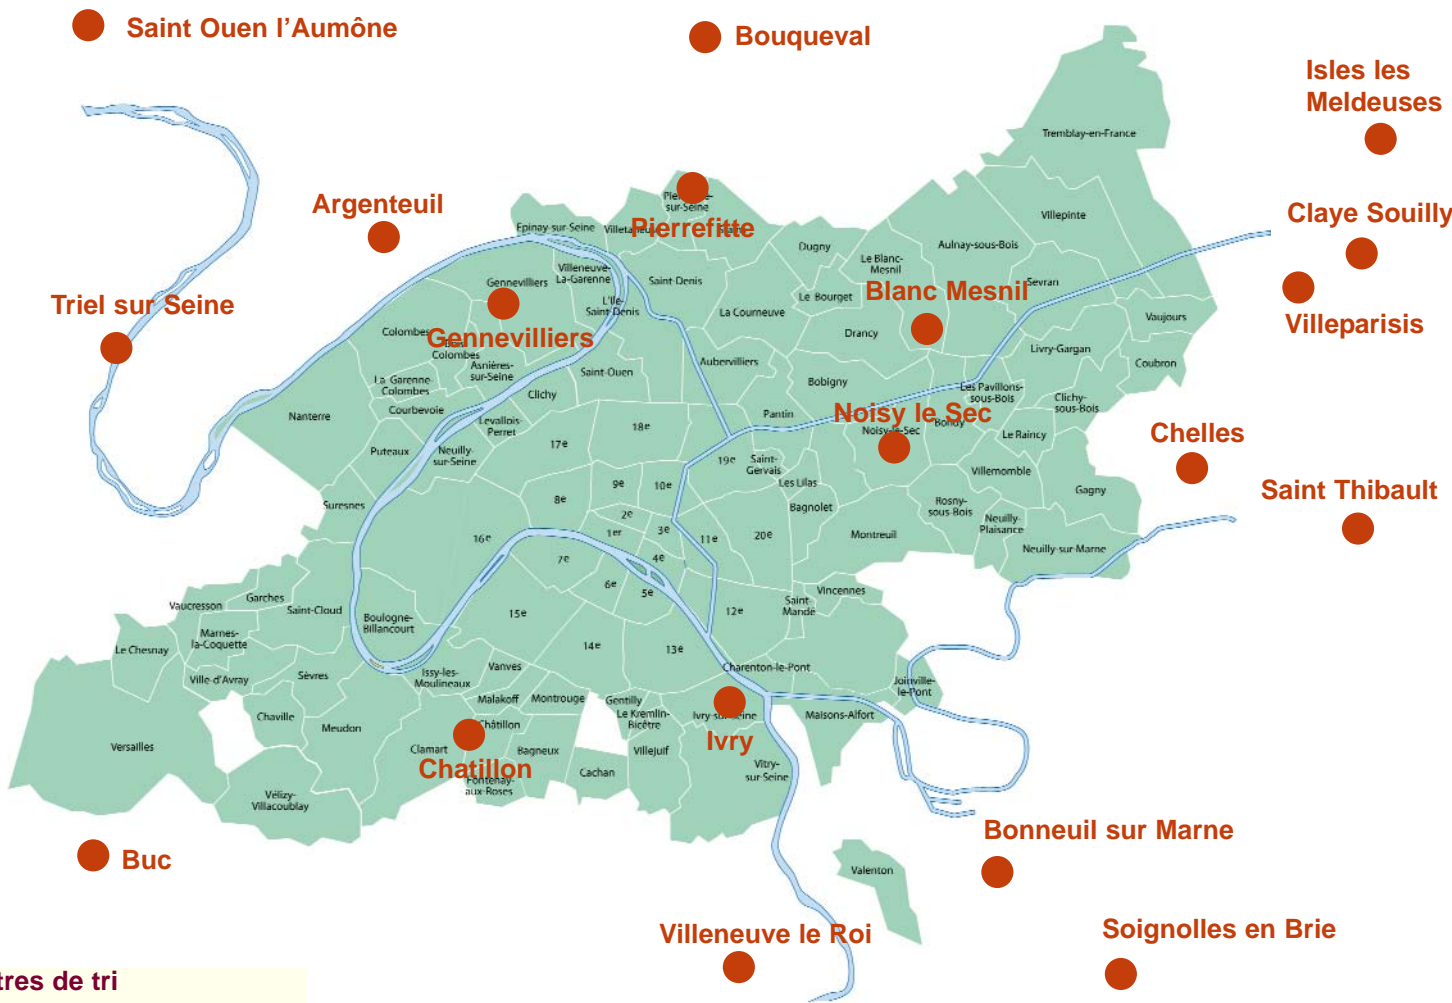 Saint Ouen l'Aumône
Bouqueval
Isles les
Meldeuses
Tremblay-en-France
Argenteuil
Pierrefitte
Claye Souilly
Villepinte
Epinay-sur-Seine
sur-Seine
Dugny
Aulnay-sous-Bois
Le Blanc-
Mesnil
Triel sur Seine
Gennevilliers
Villeneuve-
La-Garenne
Saint-Denis
Sevran
Blanc Mesnil
Villeparisis
L'Ile-
Saint-Denis
Le Bourget
La Courneuve
Vaujours
Gennevilliers
Colombes
Colombes
Drancy
Livry-Gargan
Coubron
Asnières-
sur-Seine
Saint-Ouen
Aubervilliers
La Garenne-
Colombes
Clichy
Bobigny
Les Pavillons-
sous-Bois
Clichy-
sous-Bois
Nanterre
Courbevoie
Levallois-
Perret
Pantin
Noisy le Sec
Noisy-le-Sec
Bondy
Le Raincy
Chelles
Puteaux
Neuilly-
sur-Seine
17e
18e
19e
Saint-
Gervais
Les Lilas
Villemomble
Gagny
Saint Thibault
Suresnes
8e
9e
10e
Bagnolet
Rosny-
sous-Bois
Neuilly-
Plaisance
16e
1er
2e
3e
11e
20e
Montreuil
Neuilly-sur-Marne
7e
4e
6e
5e
Vaucresson
Garches
Saint-Cloud
Boulogne-
Billancourt
15e
12e
Saint-
Mandé
Vincennes
Le Chesnay
Marnes-
la-Coquette
14e
13e
Ville-d'Avray
Sèvres
Issy-les-
Moulineaux
Vanves
Charenton-le-Pont
Joinville-
le-Pont
Malakoff
Montrouge
Gentilly
Le Kremlin-
Bicêtre
Ivry-sur-Seine
Maisons-Alfort
Versailles
Chaville
Meudon
Clamart
Châtillon
Bagneux
Villejuif
Ivry
Chatillon
Cachan
Vitry-
sur-Seine
Fontenay-
aux-Roses
Vélizy-
Villacoublay
Buc
Bonneuil sur Marne
Valenton
Villeneuve le Roi
Soignolles en Brie
tres de tri